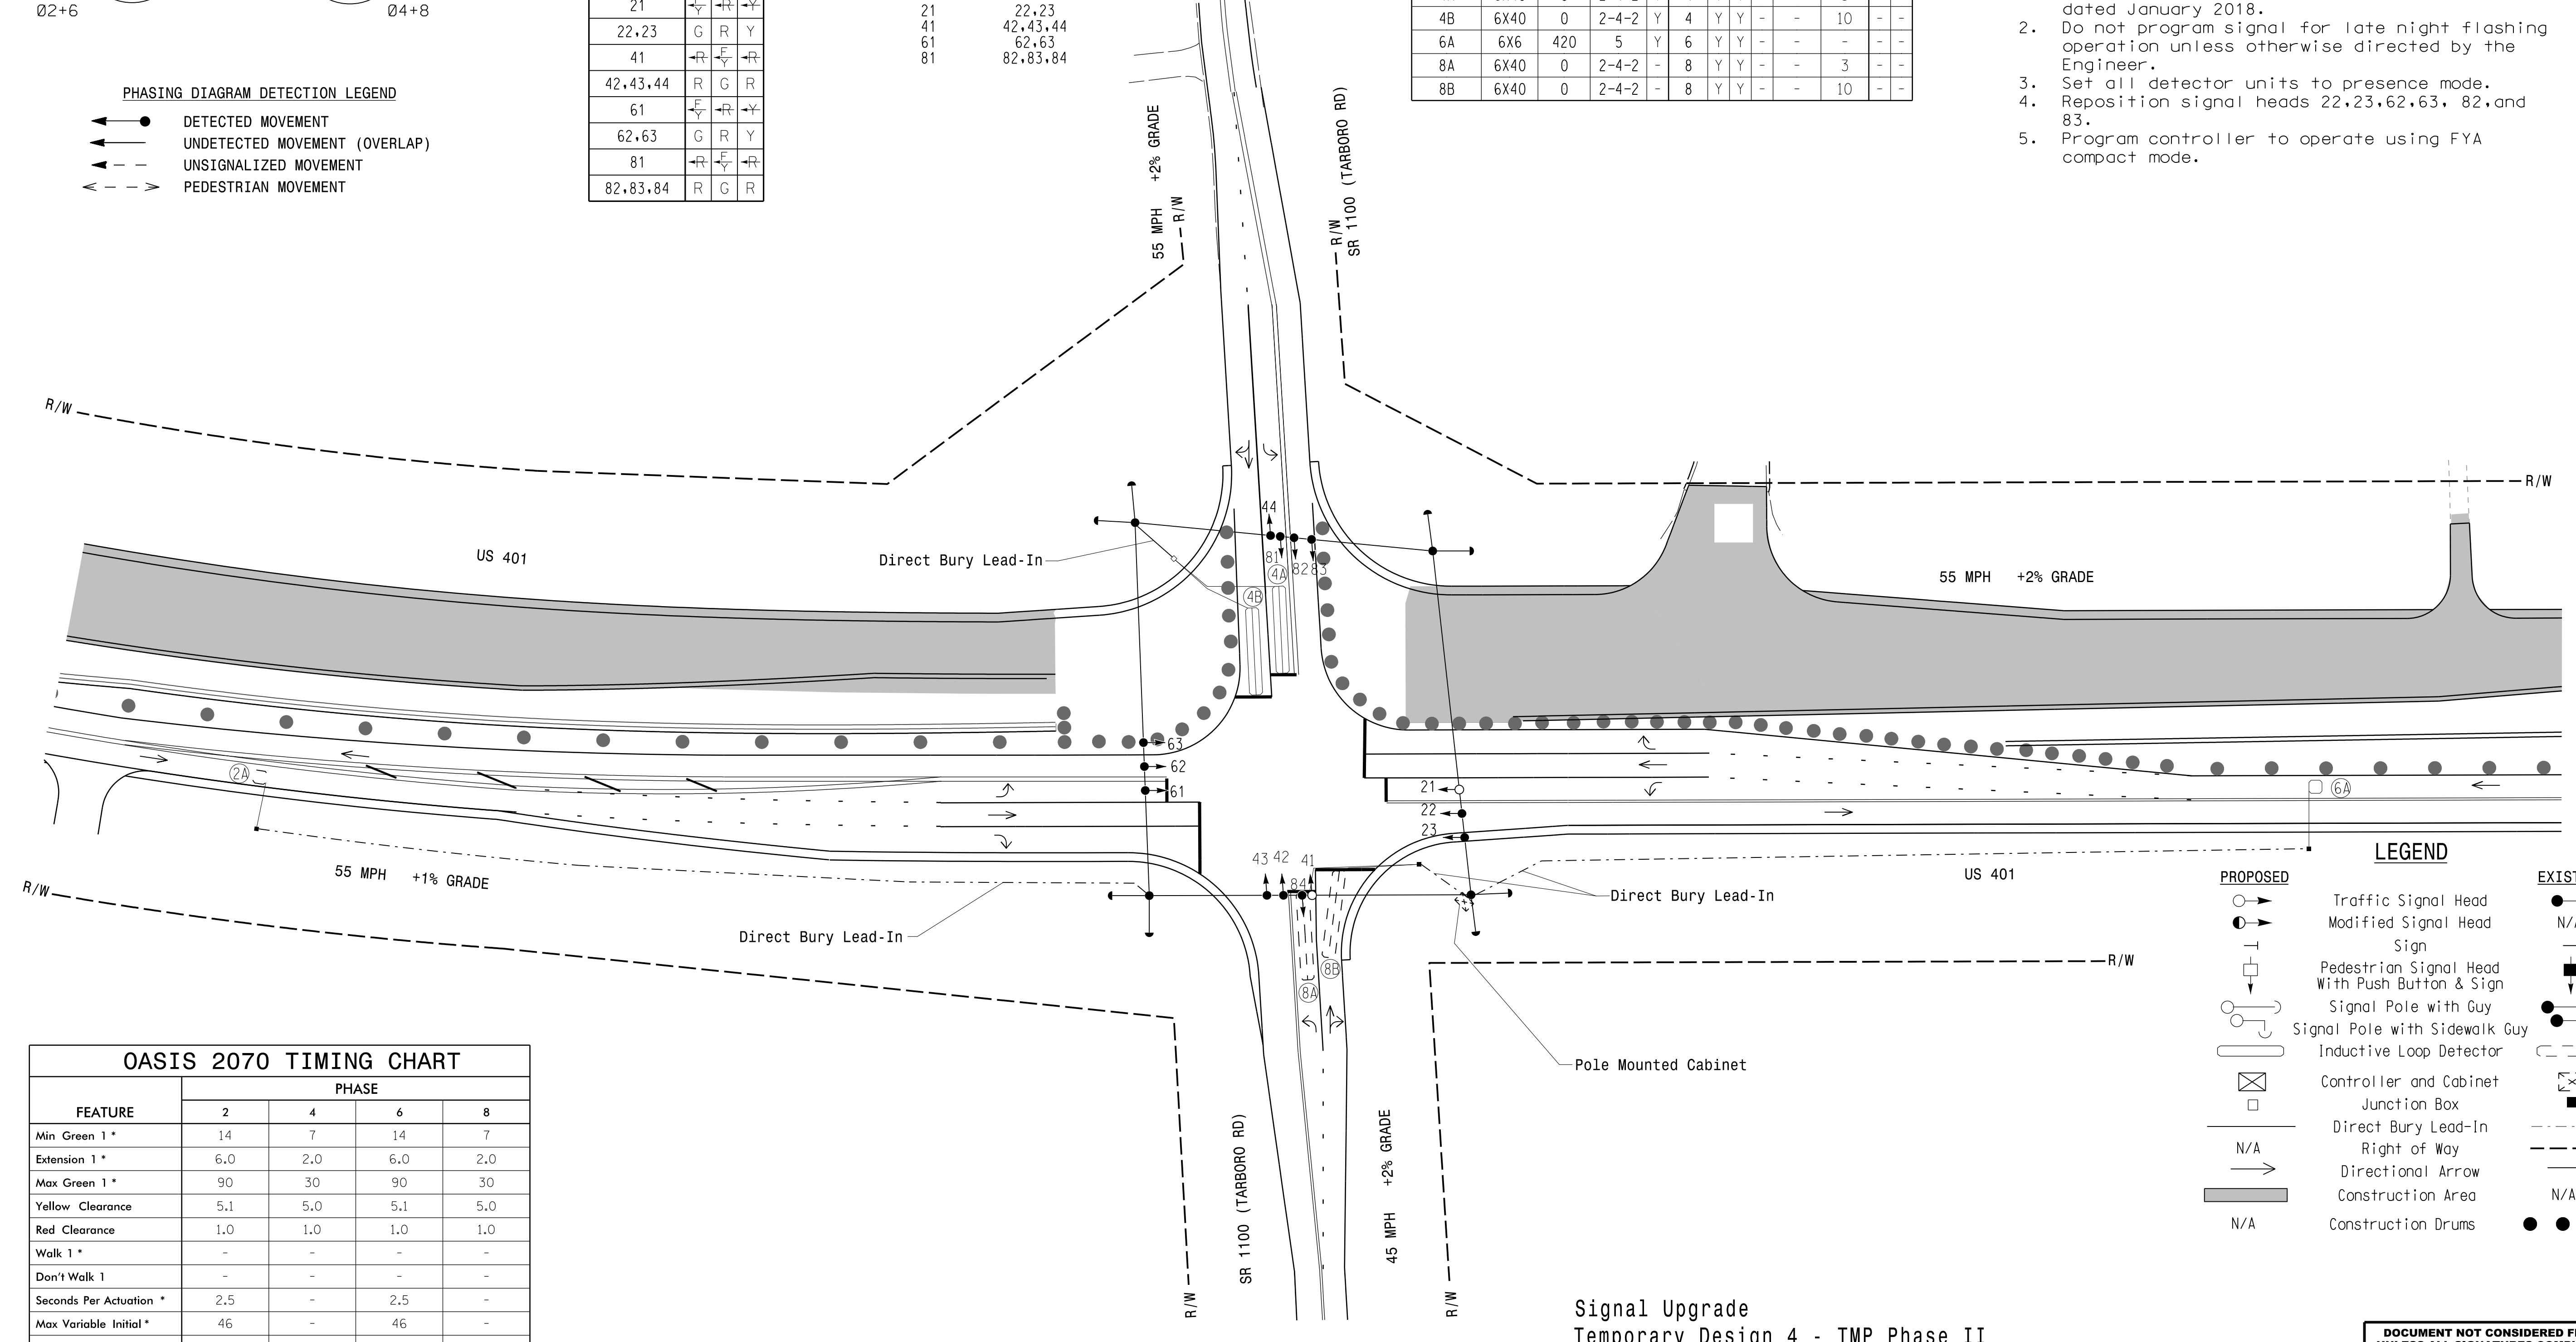 02+6
04+8
PHASING DIAGRAM DETECTION LEGEND
DETECTED MOVEMENT
UNDETECTED MOVEMENT (OVERLAP)
UNSIGNALIZED MOVEMENT
PEDESTRIAN MOVEMENT
21 F Y R Y
22,23 G R Y
41 R F Y R
42,43,44 R G R
61 F Y R Y
62,63 G R Y
81 R F Y R
82,83,84 R G R
21 22,23
41 42,43,44
61 62,63
81 82,83,84
4B 6X40 0 2-4-2 Y 4 Y Y - - 10 - -
6A 6X6 420 5 Y 6 Y Y - - - - -
8A 6X40 0 2-4-2 - 8 Y Y - - 3 - -
8B 6X40 0 2-4-2 - 8 Y Y - - 10 - -
dated January 2018.
2. Do not program signal for late night flashing
operation unless otherwise directed by the
Engineer.
3. Set all detector units to presence mode.
4. Reposition signal heads 22,23,62,63, 82,and
83.
5. Program controller to operate using FYA
compact mode.
55 MPH +2% GRADE
R/W
R/W
SR 1100 (TARBORO RD)
R/W
R/W
US 401
Direct Bury Lead-In
44
81
82
83
4A
4B
55 MPH +2% GRADE
63
62
61
2A
21
22
23
6A
55 MPH +1% GRADE
R/W
43 42 41
84
Direct Bury Lead-In
Direct Bury Lead-In
US 401
8B
8A
R/W
Pole Mounted Cabinet
SR 1100 (TARBORO RD)
45 MPH +2% GRADE
R/W
R/W
LEGEND
PROPOSED
EXIST
Traffic Signal Head
Modified Signal Head N/A
Sign
Pedestrian Signal Head
With Push Button & Sign
Signal Pole with Guy
Signal Pole with Sidewalk Guy
Inductive Loop Detector
Controller and Cabinet
Junction Box
Direct Bury Lead-In
N/A Right of Way
Directional Arrow
Construction Area N/A
N/A Construction Drums
OASIS 2070 TIMING CHART
PHASE
FEATURE 2 4 6 8
Min Green 1 * 14 7 14 7
Extension 1 * 6.0 2.0 6.0 2.0
Max Green 1 * 90 30 90 30
Yellow Clearance 5.1 5.0 5.1 5.0
Red Clearance 1.0 1.0 1.0 1.0
Walk 1 * - - - -
Don't Walk 1 - - - -
Seconds Per Actuation * 2.5 - 2.5 -
Max Variable Initial * 46 - 46 -
Signal Upgrade
Temporary Design 4 - TMP Phase II
DOCUMENT NOT CONSIDERED